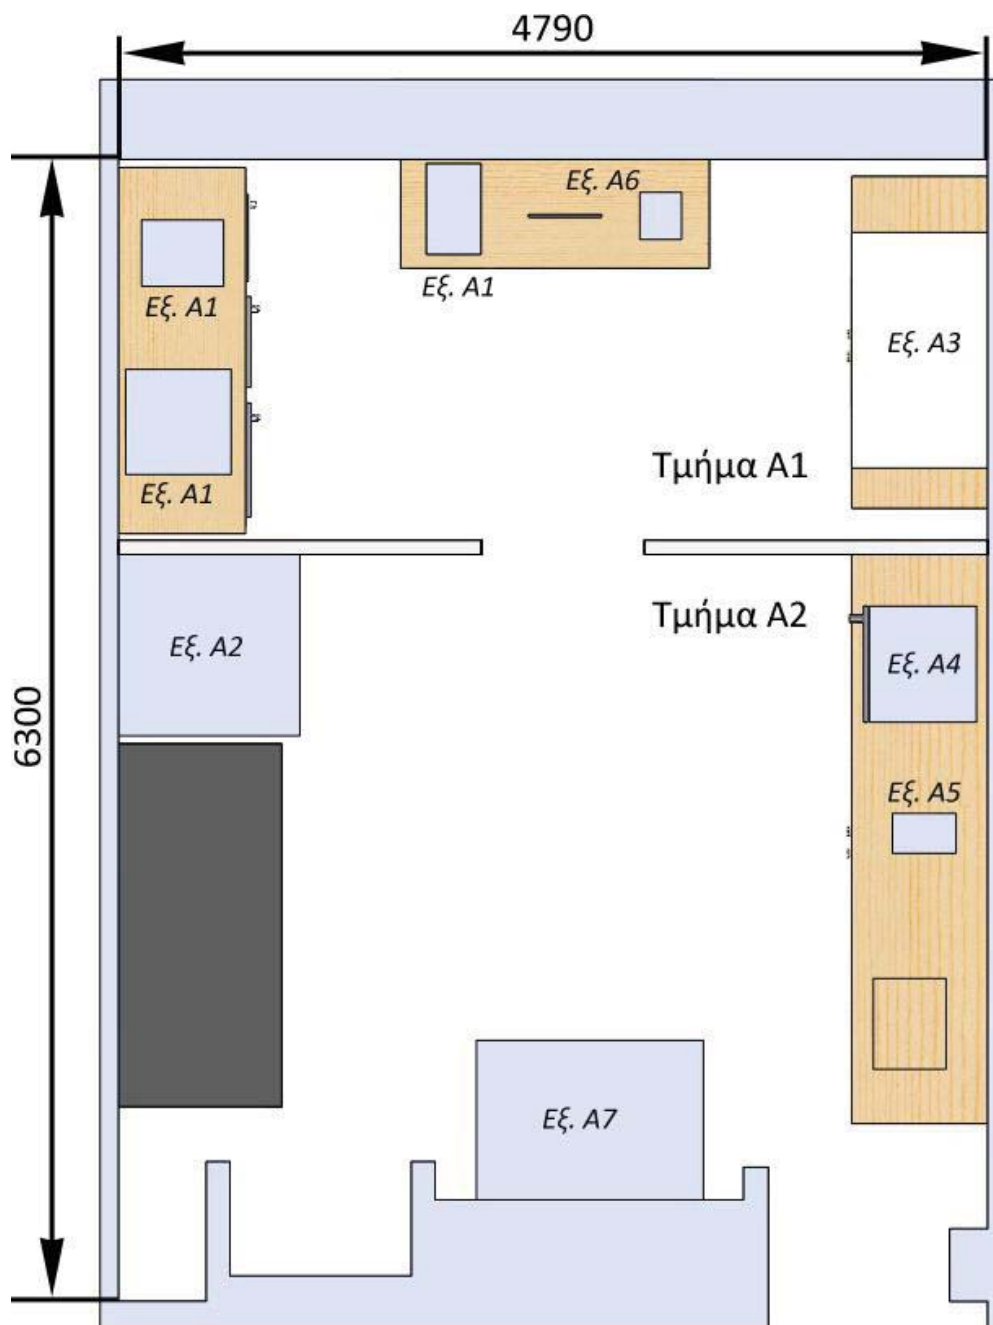 4790
Εξ. Α6
Εξ. Α1
Εξ. Α1
Εξ. Α3
Τμήμα Α1
Εξ. Α1
Τμήμα Α2
Εξ. Α2
Εξ. Α4
6300
Εξ. Α5
Εξ. Α7